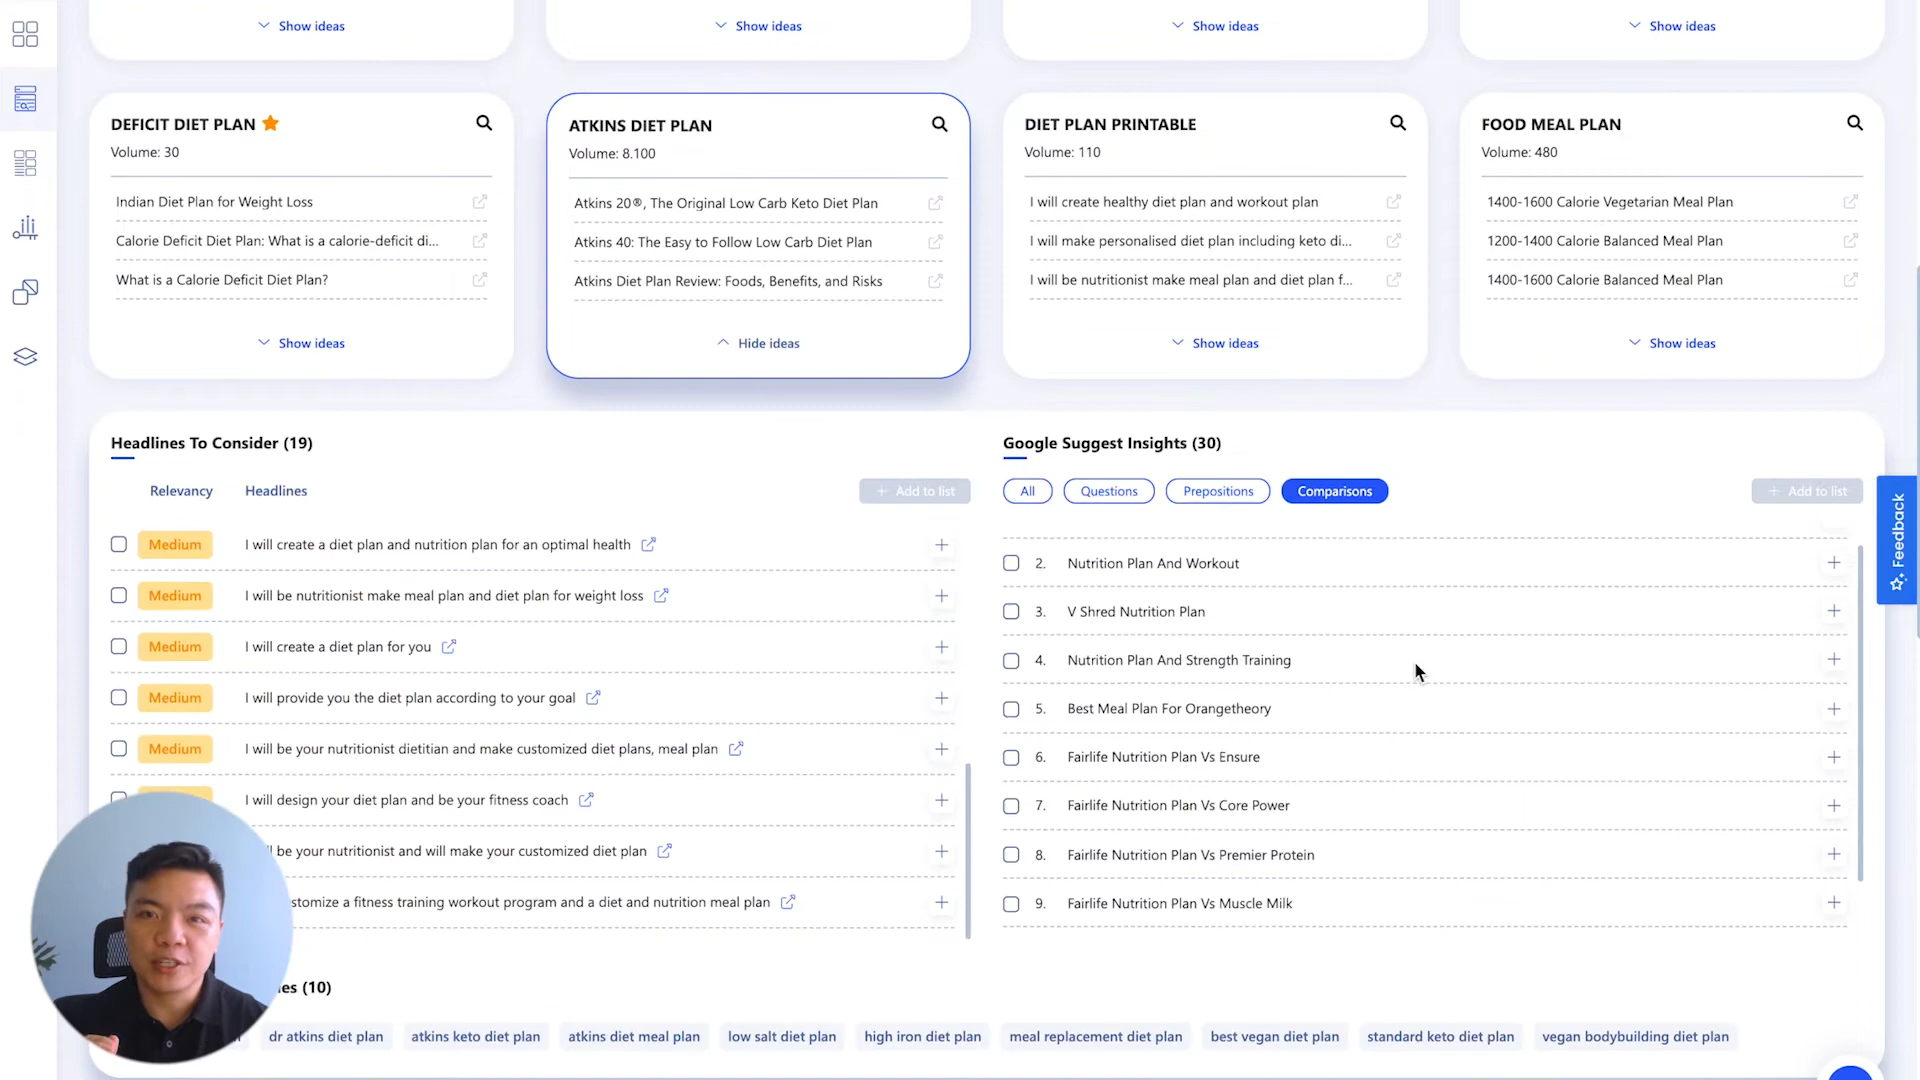 Show ideas
Show ideas
Show ideas
Show ideas
DEFICIT DIET PLAN
Volume: 30
Indian Diet Plan for Weight Loss
Calorie Deficit Diet Plan: What is a calorie-deficit di...
What is a Calorie Deficit Diet Plan?
Show ideas
ATKINS DIET PLAN
Volume: 8.100
Atkins 20®, The Original Low Carb Keto Diet Plan
Atkins 40: The Easy to Follow Low Carb Diet Plan
Atkins Diet Plan Review: Foods, Benefits, and Risks
Hide ideas
DIET PLAN PRINTABLE
Volume: 110
I will create healthy diet plan and workout plan
I will make personalised diet plan including keto di...
I will be nutritionist make meal plan and diet plan f...
Show ideas
FOOD MEAL PLAN
Volume: 480
1400-1600 Calorie Vegetarian Meal Plan
1200-1400 Calorie Balanced Meal Plan
1400-1600 Calorie Balanced Meal Plan
Show ideas
Headlines To Consider (19)
Relevancy Headlines
+ Add to list
Medium I will create a diet plan and nutrition plan for an optimal health
Medium I will be nutritionist make meal plan and diet plan for weight loss
Medium I will create a diet plan for you
Medium I will provide you the diet plan according to your goal
Medium I will be your nutritionist dietitian and make customized diet plans, meal plan
I will design your diet plan and be your fitness coach
be your nutritionist and will make your customized diet plan
a fitness training workout program and a diet and nutrition meal plan
Google Suggest Insights (30)
All Questions Prepositions Comparisons
+ Add to list
2. Nutrition Plan And Workout
3. V Shred Nutrition Plan
4. Nutrition Plan And Strength Training
5. Best Meal Plan For Orangetheory
6. Fairlife Nutrition Plan Vs Ensure
7. Fairlife Nutrition Plan Vs Core Power
8. Fairlife Nutrition Plan Vs Premier Protein
9. Fairlife Nutrition Plan Vs Muscle Milk
(10)
dr atkins diet plan atkins keto diet plan atkins diet meal plan low salt diet plan high iron diet plan meal replacement diet plan best vegan diet plan standard keto diet plan vegan bodybuilding diet plan
Feedback